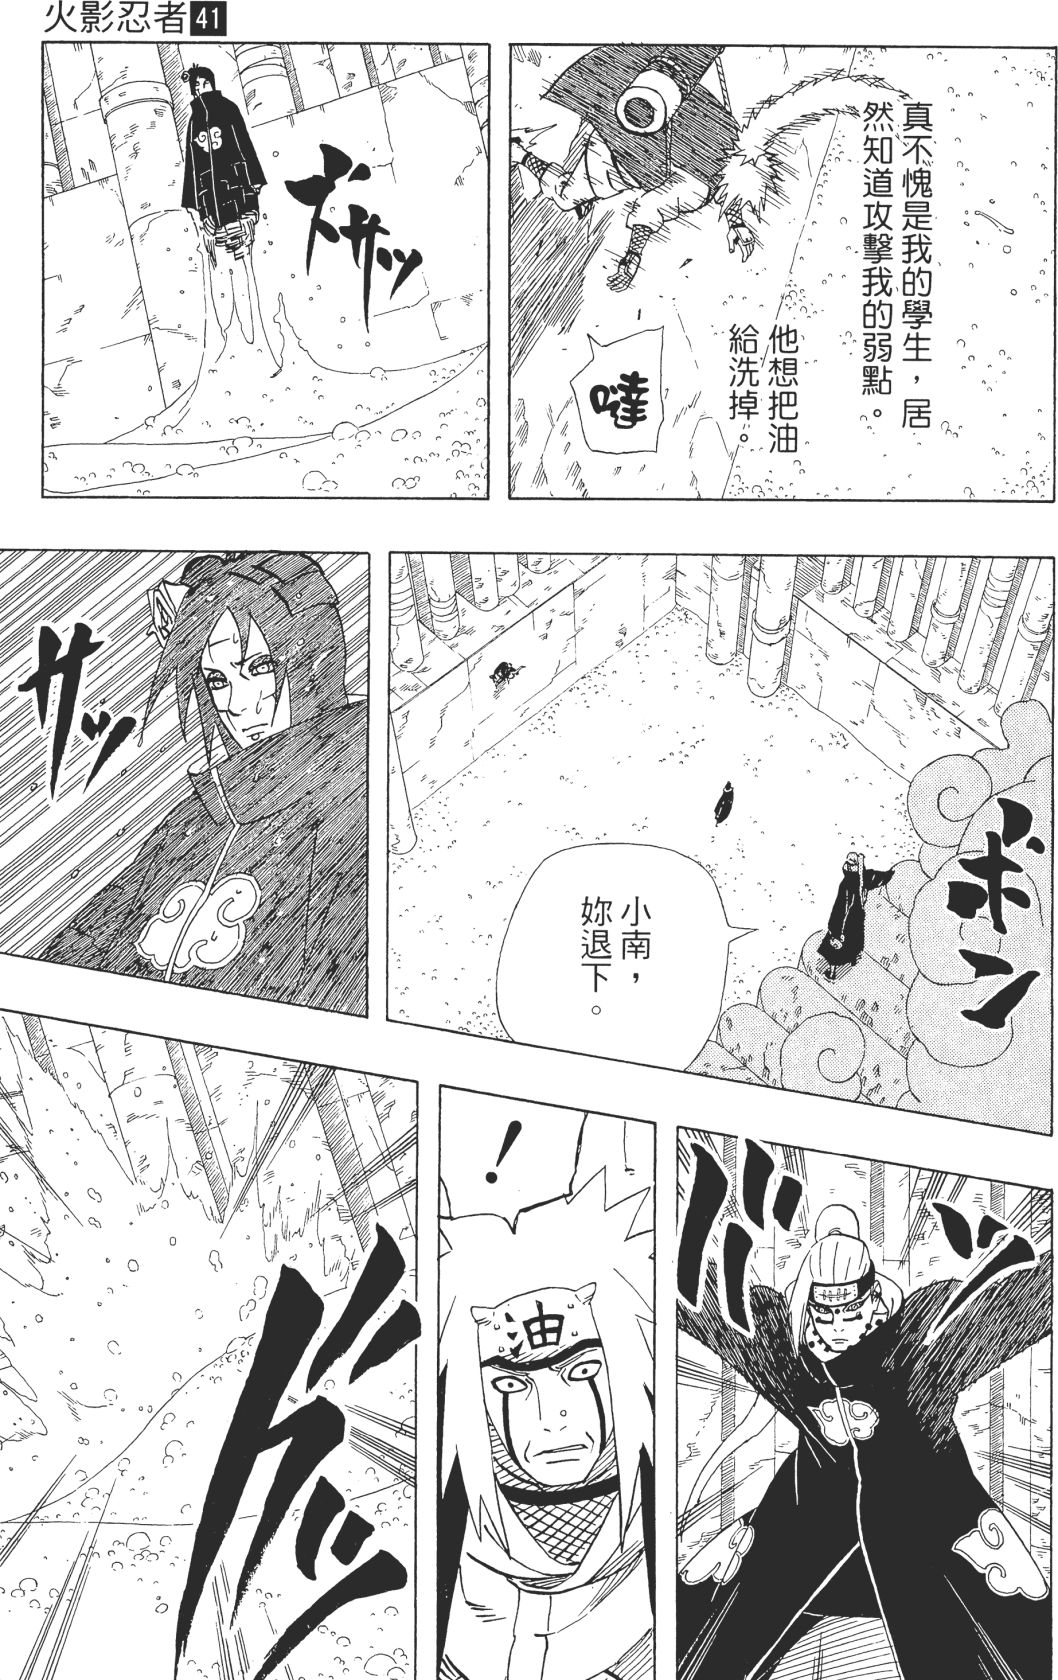 火影忍者 41
真不愧是我的學生，居
然知道攻擊我的弱點。
他想把油
給洗掉。
噠
ズサッ
ボン
小南，
妳退下。
サッ
バッ
！
油
ドッ